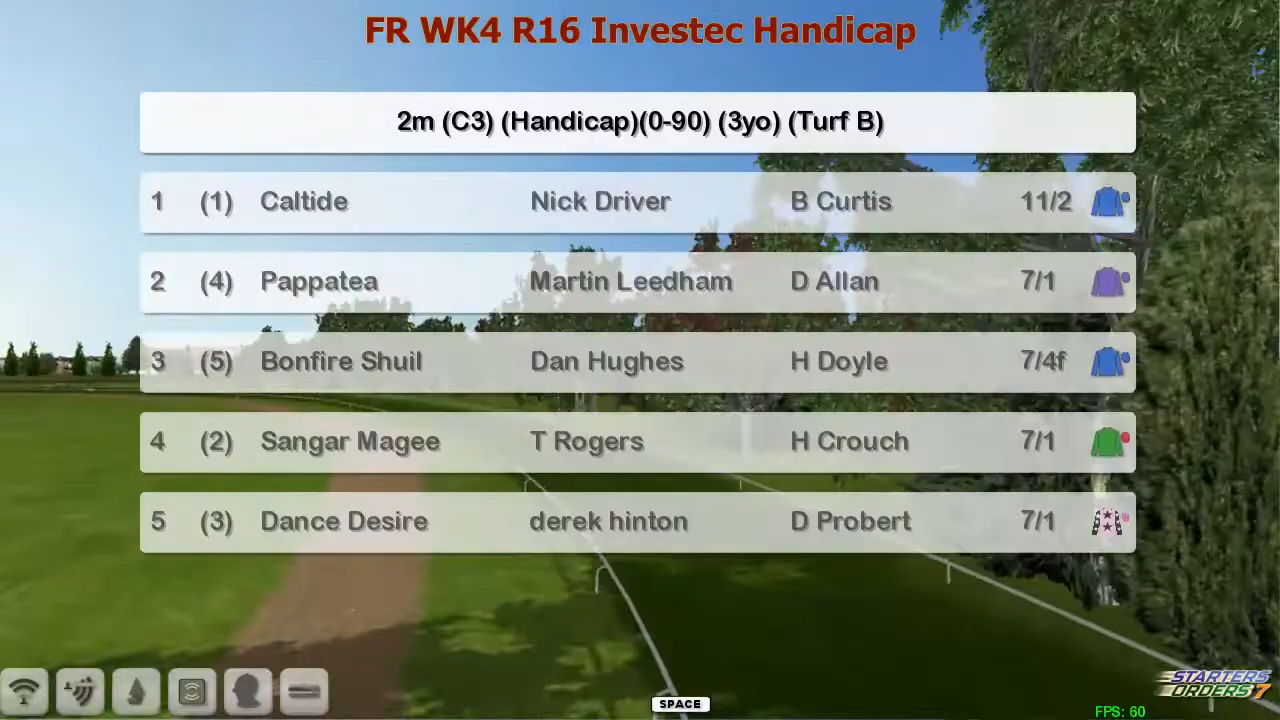 FR WK4 R16 Investec Handicap
2m (C3) (Handicap)(0-90) (3yo) (Turf B)
1 (1) Caltide Nick Driver B Curtis 11/2
2 (4) Pappatea Martin Leedham D Allan 7/1
3 (5) Bonfire Shuil Dan Hughes H Doyle 7/4f
4 (2) Sangar Magee T Rogers H Crouch 7/1
5 (3) Dance Desire derek hinton D Probert 7/1
STARTERS
ORDERS 7
SPACE
FPS: 60